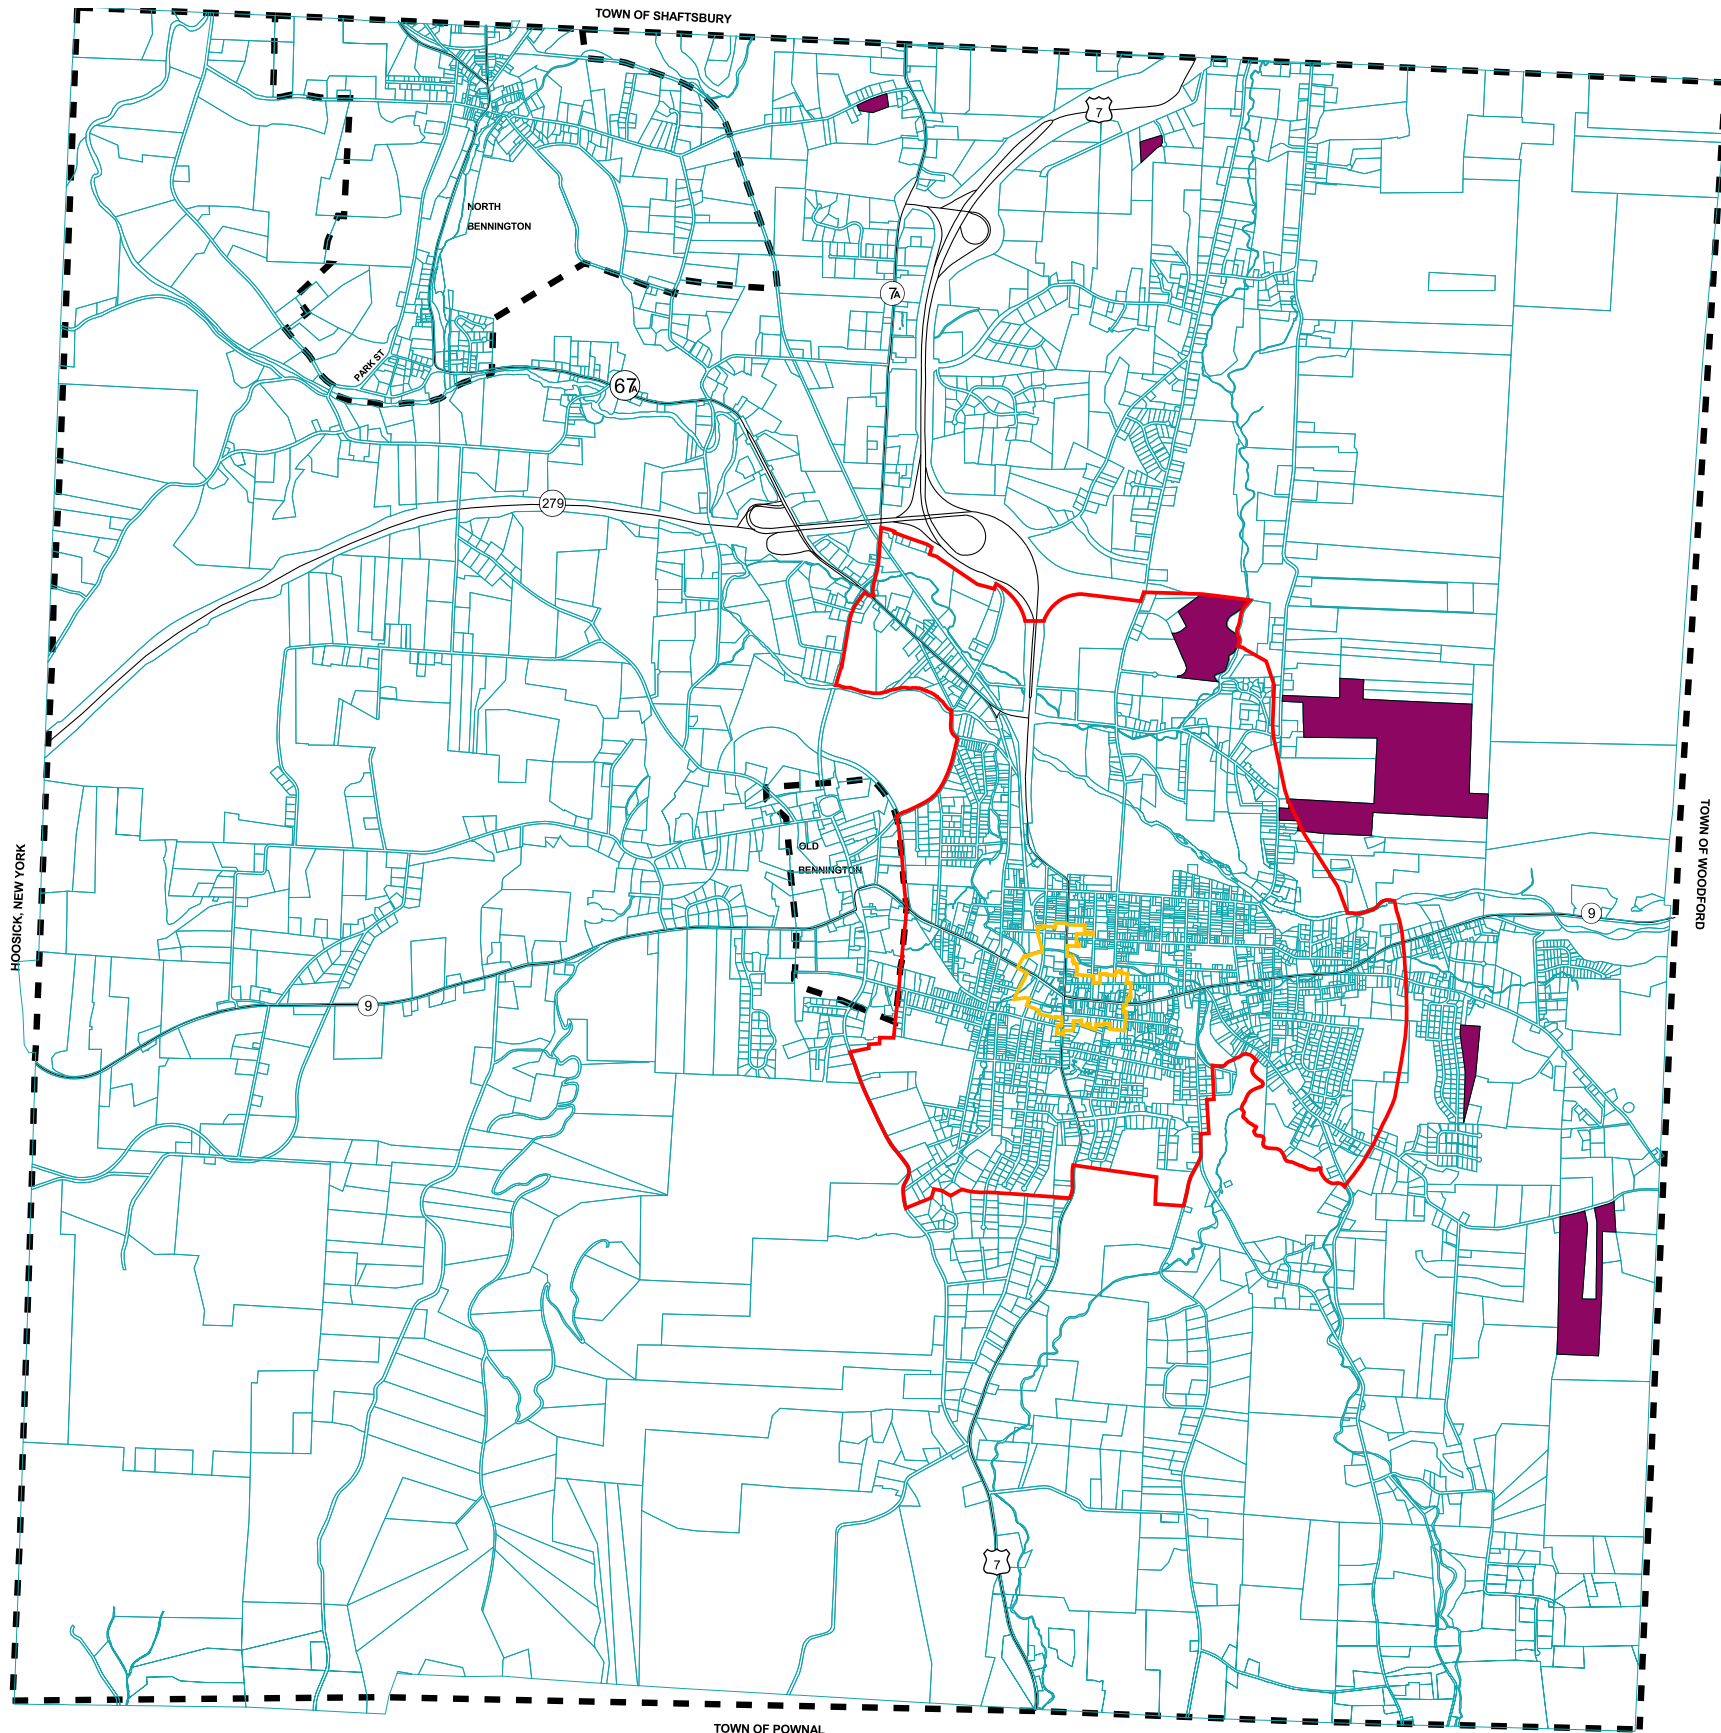 TOWN OF SHAFTSBURY
7
NORTH
BENNINGTON
7A
PARK ST
67A
279
OLD
BENNINGTON
HOOSICK, NEW YORK
TOWN OF WOODFORD
9
9
7
TOWN OF POWNAL